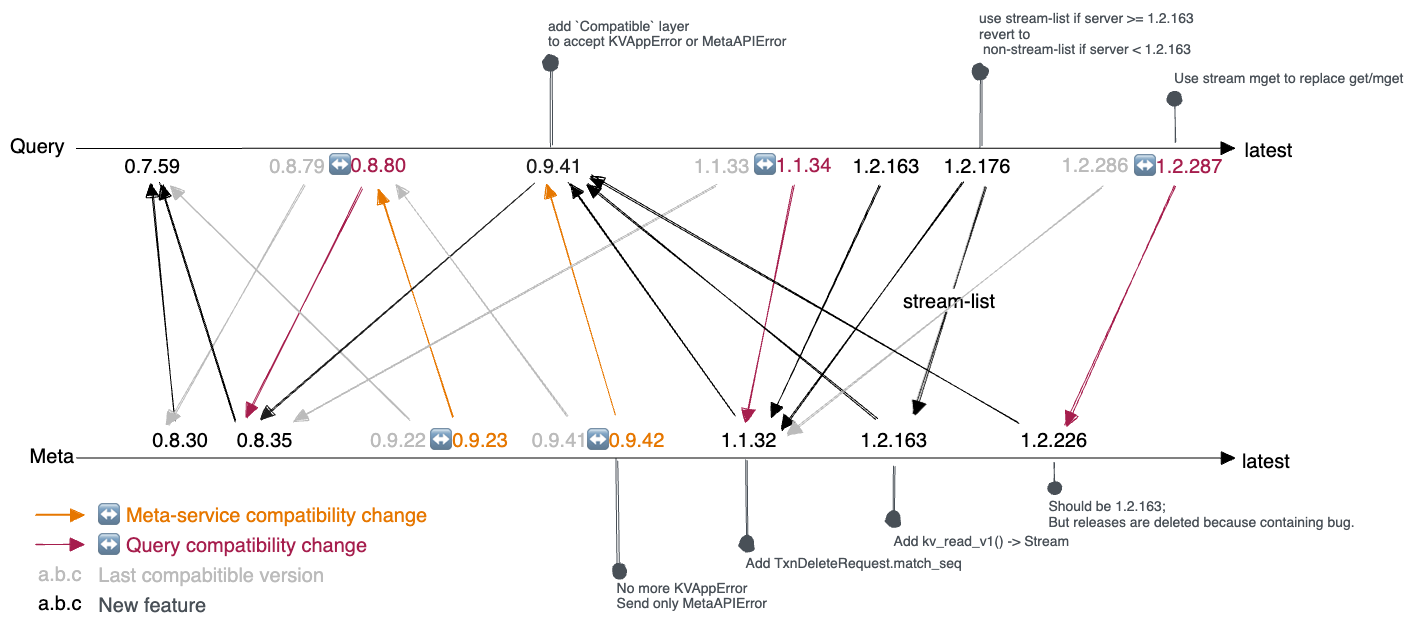 add `Compatible` layer
to accept KVAppError or MetaAPIError
use stream-list if server >= 1.2.163
revert to
non-stream-list if server < 1.2.163
Use stream mget to replace get/mget
Query
latest
0.7.59
0.8.79
0.8.80
0.9.41
1.1.33
1.1.34
1.2.163
1.2.176
1.2.286
1.2.287
stream-list
0.8.30
0.8.35
0.9.22
0.9.23
0.9.41
0.9.42
1.1.32
1.2.163
1.2.226
Meta
latest
Should be 1.2.163;
But releases are deleted because containing bug.
Add kv_read_v1() -> Stream
Add TxnDeleteRequest.match_seq
No more KVAppError
Send only MetaAPIError
Meta-service compatibility change
Query compatibility change
a.b.c Last compabitible version
a.b.c New feature